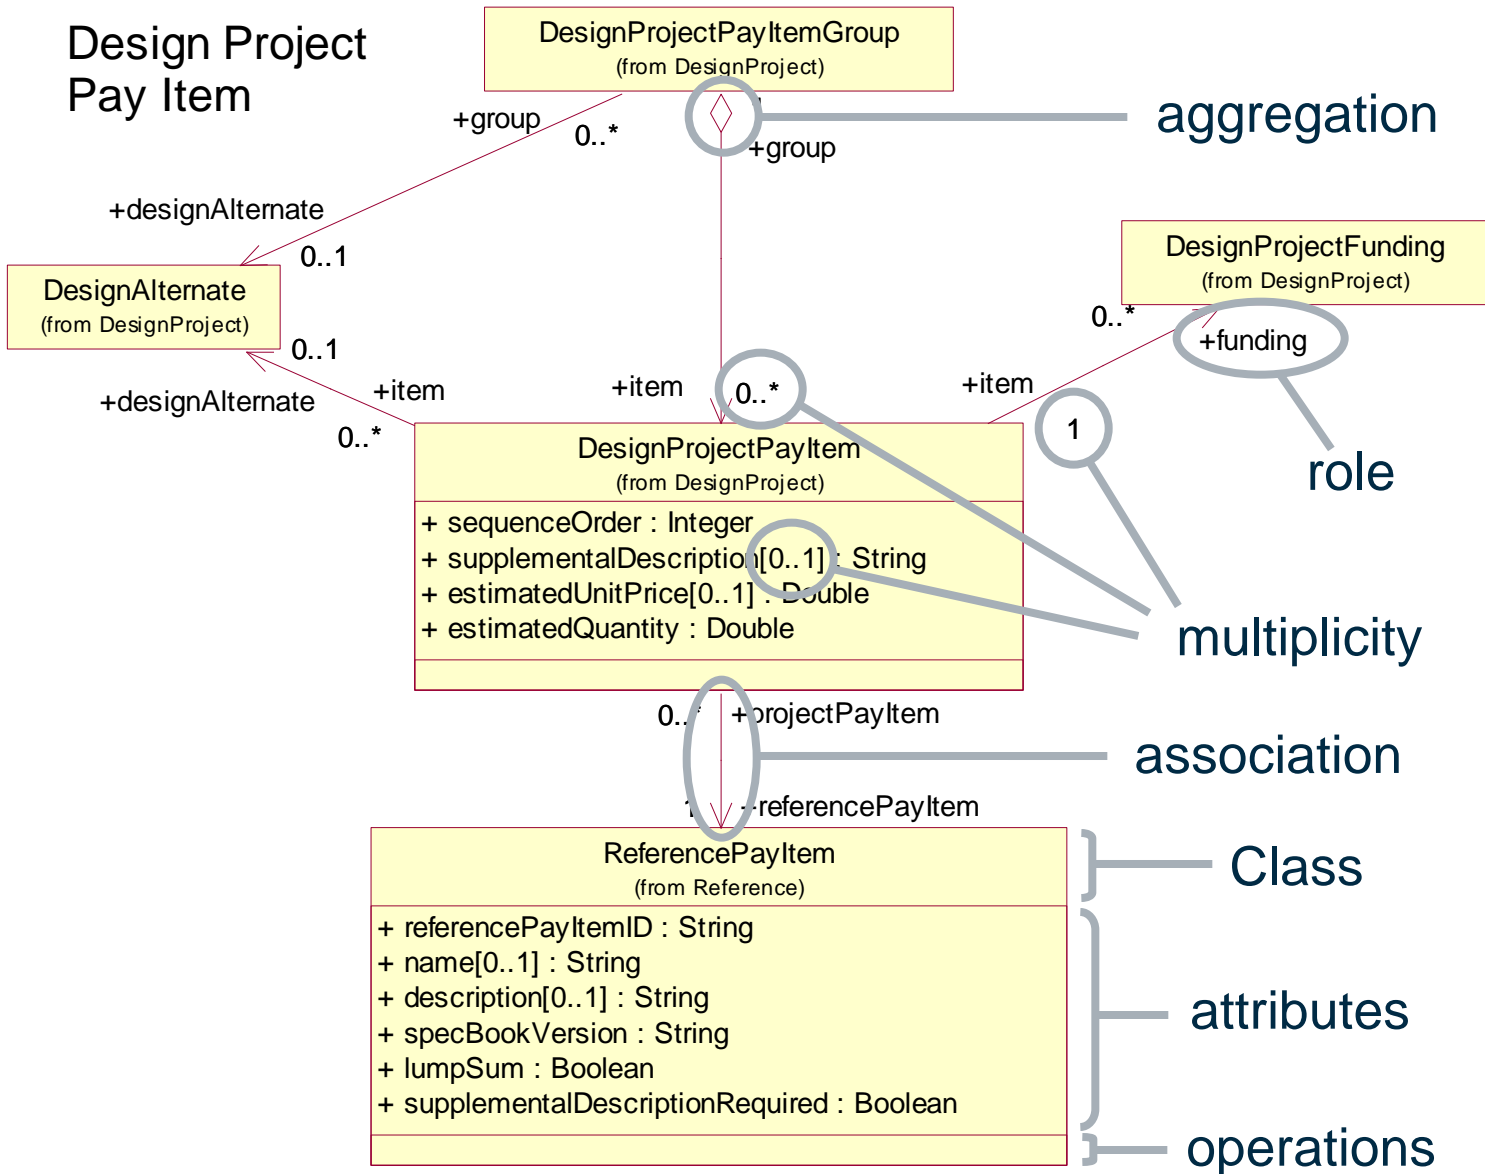 Design Project
Pay Item
DesignProjectPayItemGroup
(from DesignProject)
+group
0..*
+group
aggregation
+designAlternate
0..1
DesignAlternate
(from DesignProject)
DesignProjectFunding
(from DesignProject)
0..*
+funding
role
0..1
+designAlternate
+item
0..*
+item
0..*
+item
1
DesignProjectPayItem
(from DesignProject)
+ sequenceOrder : Integer
+ supplementalDescription[0..1] : String
+ estimatedUnitPrice[0..1] : Double
+ estimatedQuantity : Double
multiplicity
0..*
+projectPayItem
association
1
+referencePayItem
ReferencePayItem
(from Reference)
Class
+ referencePayItemID : String
+ name[0..1] : String
+ description[0..1] : String
+ specBookVersion : String
+ lumpSum : Boolean
+ supplementalDescriptionRequired : Boolean
attributes
operations